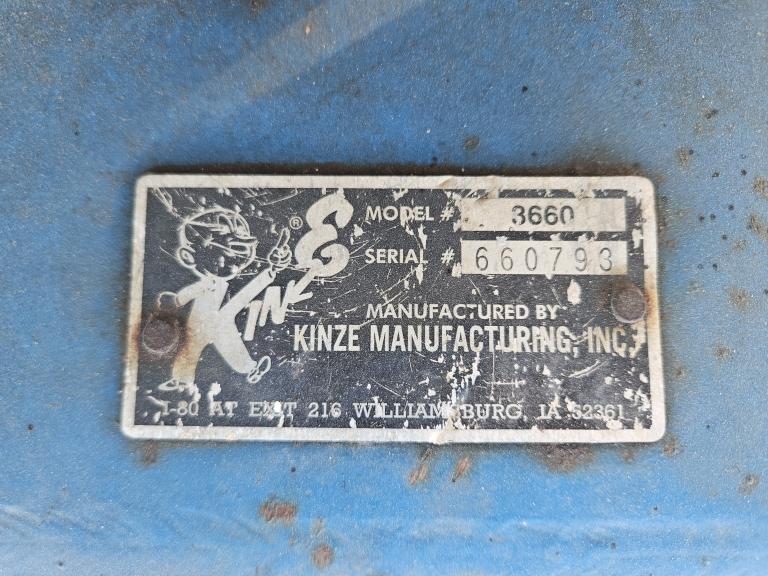 KINZE ®
MODEL # 3660
SERIAL # 660793
MANUFACTURED BY
KINZE MANUFACTURING, INC.
I-80 AT EXIT 216 WILLIAMSBURG, IA 52361